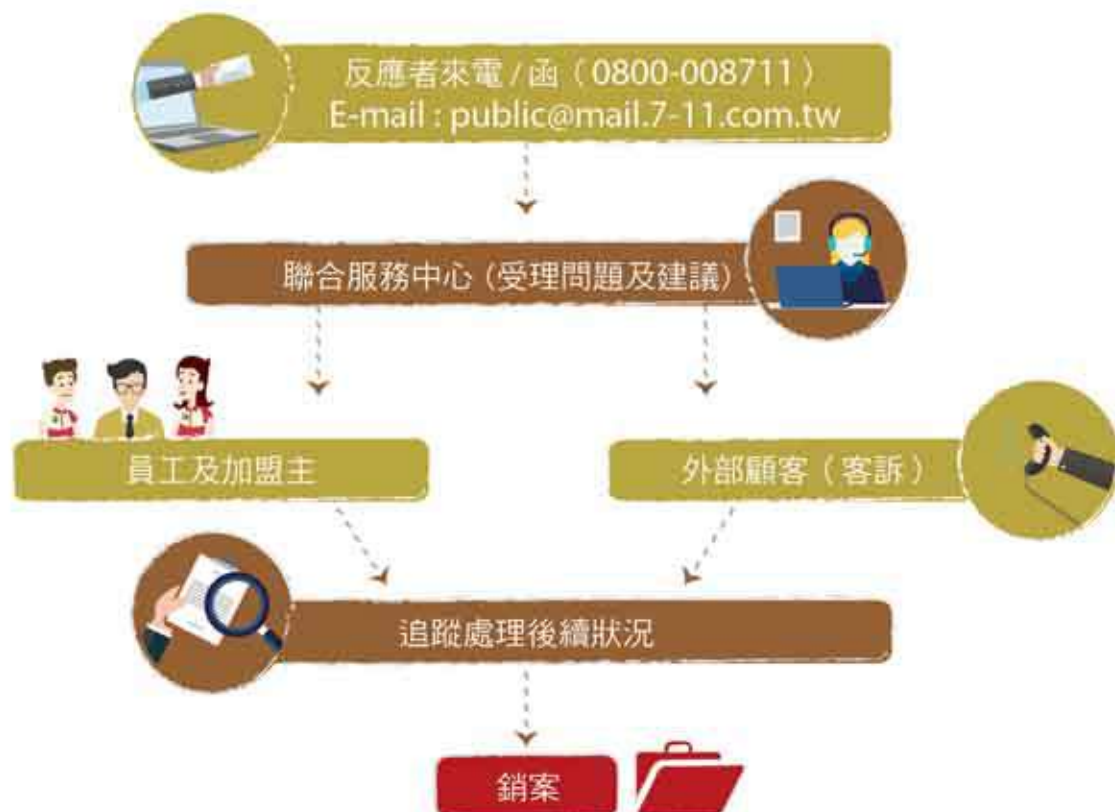 反應者來電/函（0800-008711）
E-mail : public@mail.7-11.com.tw
聯合服務中心（受理問題及建議）
員工及加盟主
外部顧客（客訴）
追蹤處理後續狀況
銷案